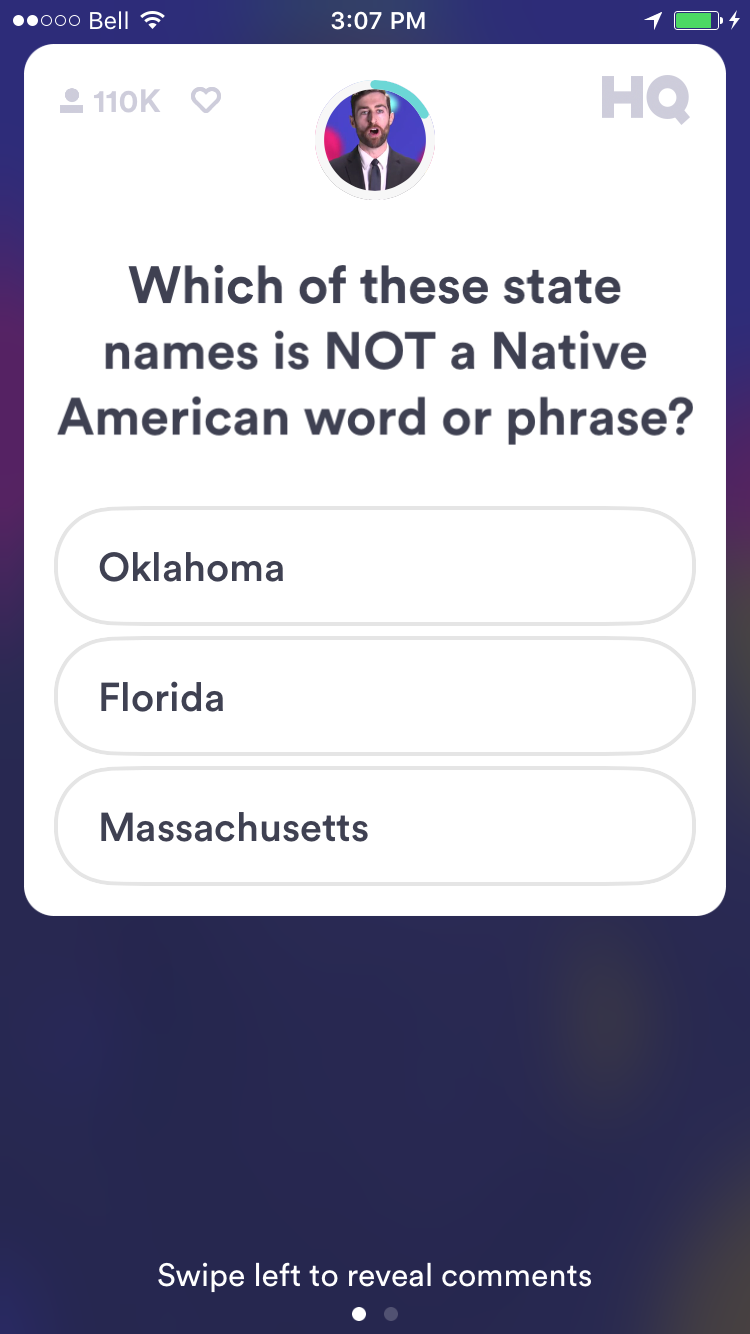 Bell 3:07 PM
110K HQ
Which of these state
names is NOT a Native
American word or phrase?
Oklahoma
Florida
Massachusetts
Swipe left to reveal comments